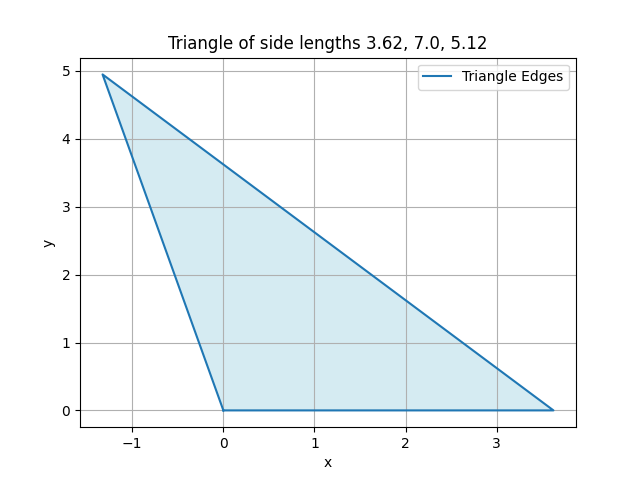 Triangle of side lengths 3.62, 7.0, 5.12
Triangle Edges
y
5
4
3
2
1
0
−1 0 1 2 3
x